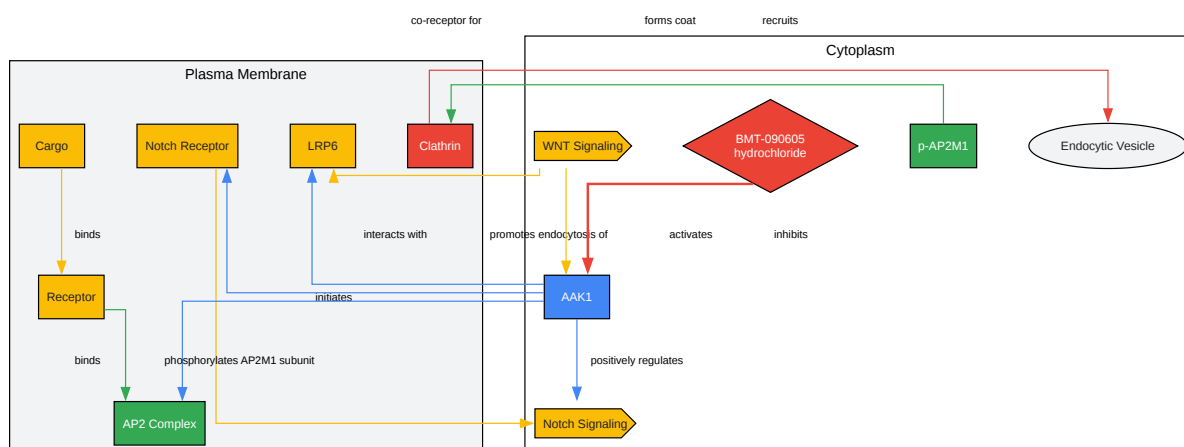 co-receptor for
forms coat
recruits
Plasma Membrane
Cytoplasm
Cargo
Notch Receptor
LRP6
Clathrin
WNT Signaling
BMT-090605
hydrochloride
p-AP2M1
Endocytic Vesicle
binds
interacts with
promotes endocytosis of
activates
inhibits
Receptor
initiates
AAK1
binds
phosphorylates AP2M1 subunit
positively regulates
AP2 Complex
Notch Signaling